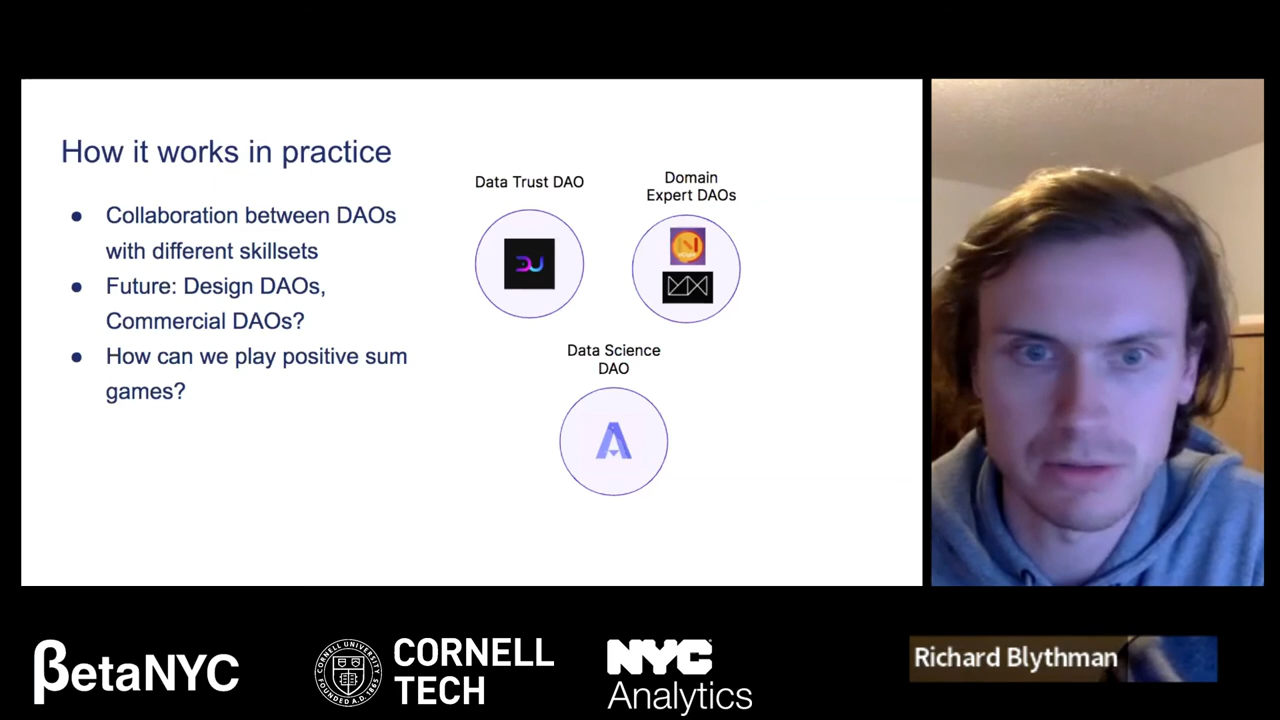 How it works in practice
● Collaboration between DAOs
with different skillsets
● Future: Design DAOs,
Commercial DAOs?
● How can we play positive sum
games?
Data Trust DAO
Domain
Expert DAOs
DU
Data Science
DAO
A
βetaNYC
CORNELL
TECH
NYC
Analytics
Richard Blythman